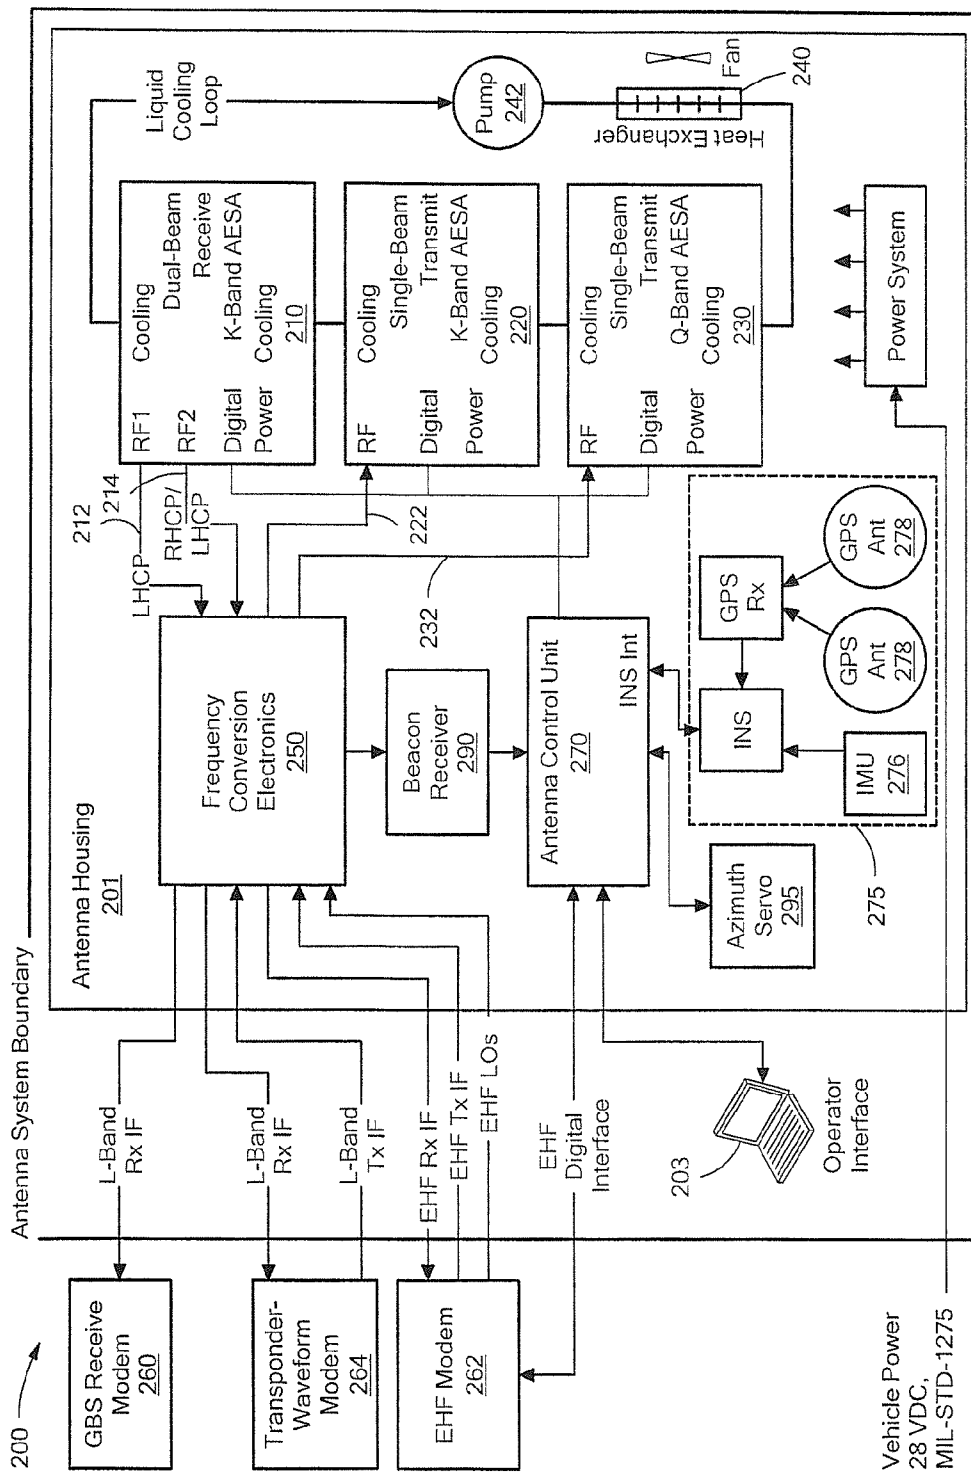 200
Antenna System Boundary
Antenna Housing
201
GBS Receive
Modem
260
Transponder-
Waveform
Modem
264
EHF Modem
262
Vehicle Power
28 VDC,
MIL-STD-1275
L-Band
Rx IF
L-Band
Rx IF
L-Band
Tx IF
EHF Rx IF
EHF Tx IF
EHF LOs
EHF
Digital
Interface
203
Operator
Interface
Frequency
Conversion
Electronics
250
Beacon
Receiver
290
Antenna Control Unit
270
INS Int
Azimuth
Servo
295
275
INS
IMU
276
GPS
Rx
GPS
Ant
278
GPS
Ant
278
LHCP
212
RHCP/
LHCP
214
222
232
RF1
RF2
Digital
Power
Cooling
Dual-Beam
Receive
K-Band AESA
Cooling
210
RF
Digital
Power
Cooling
Single-Beam
Transmit
K-Band AESA
Cooling
220
RF
Digital
Power
Cooling
Single-Beam
Transmit
Q-Band AESA
Cooling
230
Power System
Liquid
Cooling
Loop
Pump
242
Heat Exchanger
Fan
240